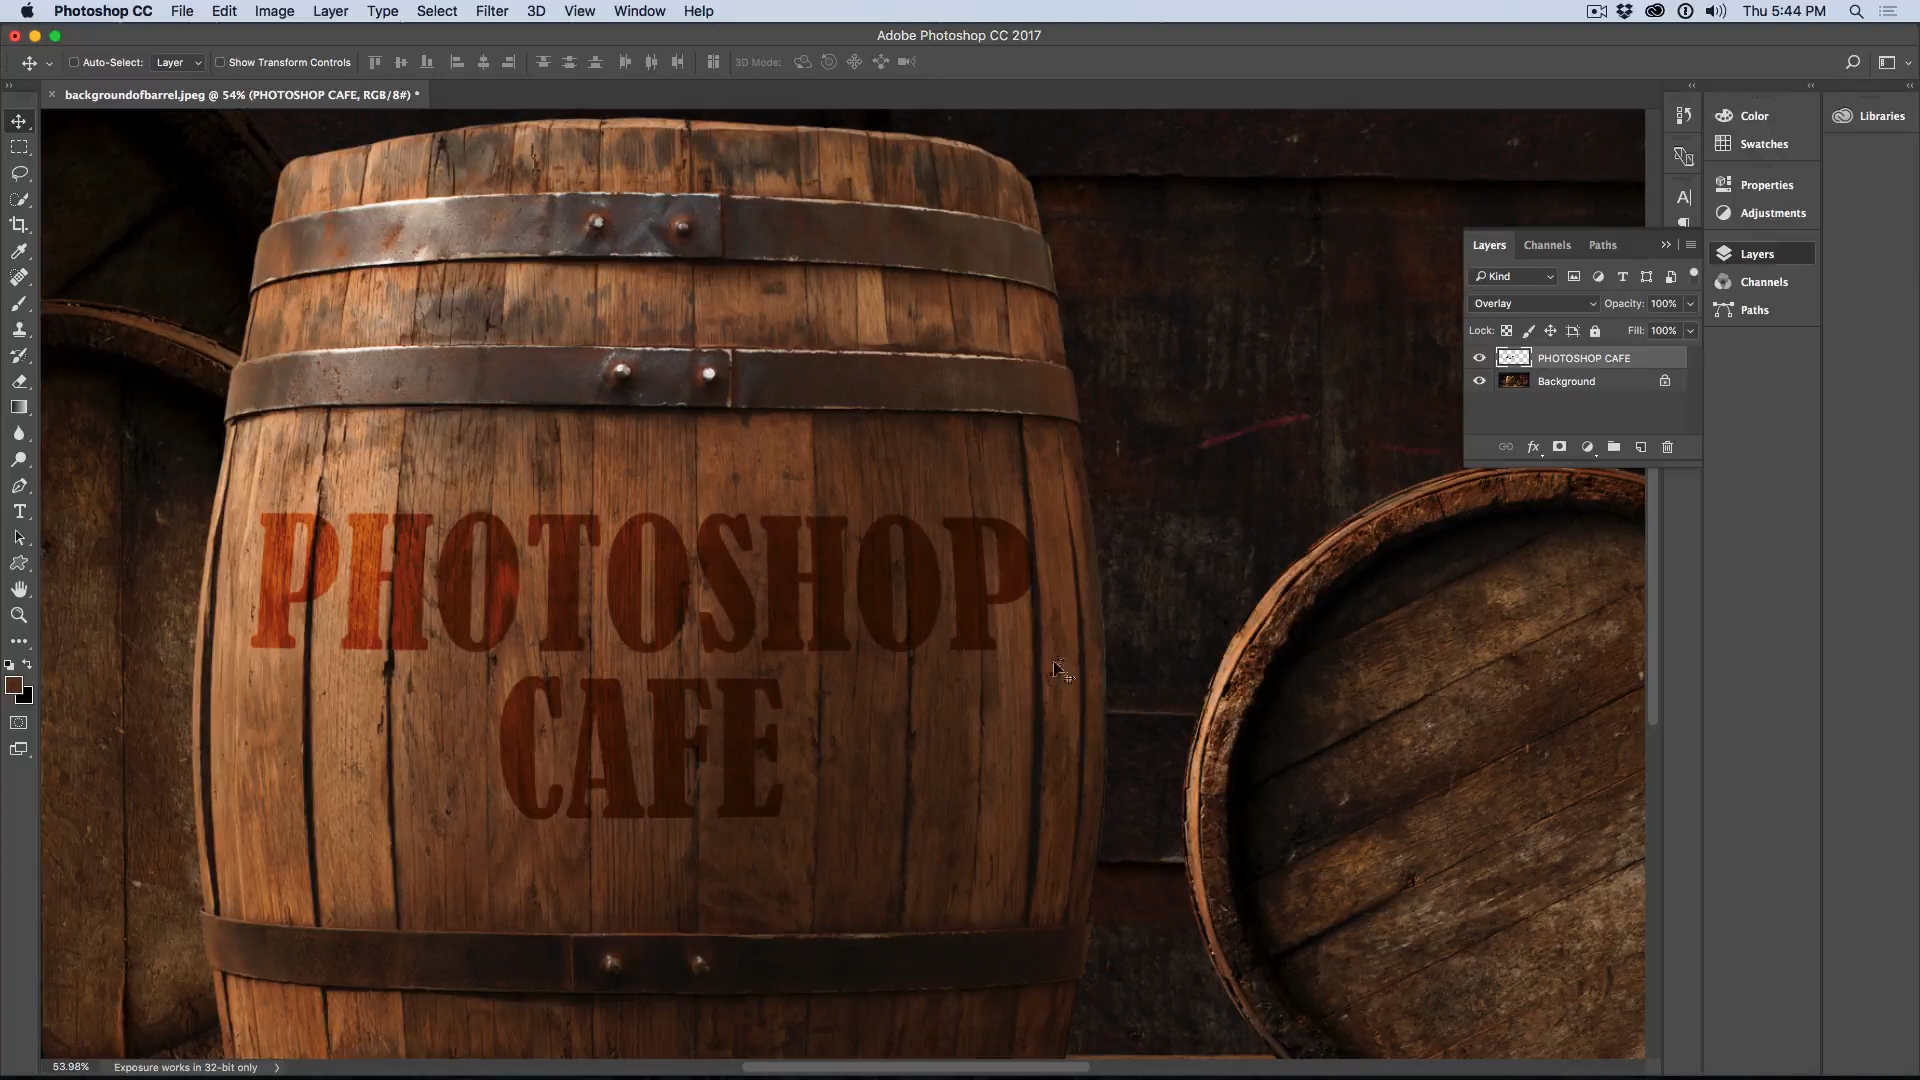 Photoshop CC File Edit Image Layer Type Select Filter 3D View Window Help Thu 5:44 PM
Adobe Photoshop CC 2017
Auto-Select: Layer Show Transform Controls 3D Mode:
backgroundofbarrel.jpeg @ 54% (PHOTOSHOP CAFE, RGB/8#) *
Color
Libraries
Swatches
Properties
Adjustments
Layers Channels Paths
Layers
Kind
Channels
Overlay Opacity: 100%
Paths
Lock: Fill: 100%
PHOTOSHOP CAFE
Background
fx
PHOTOSHOP
CAFE
53.98% Exposure works in 32-bit only